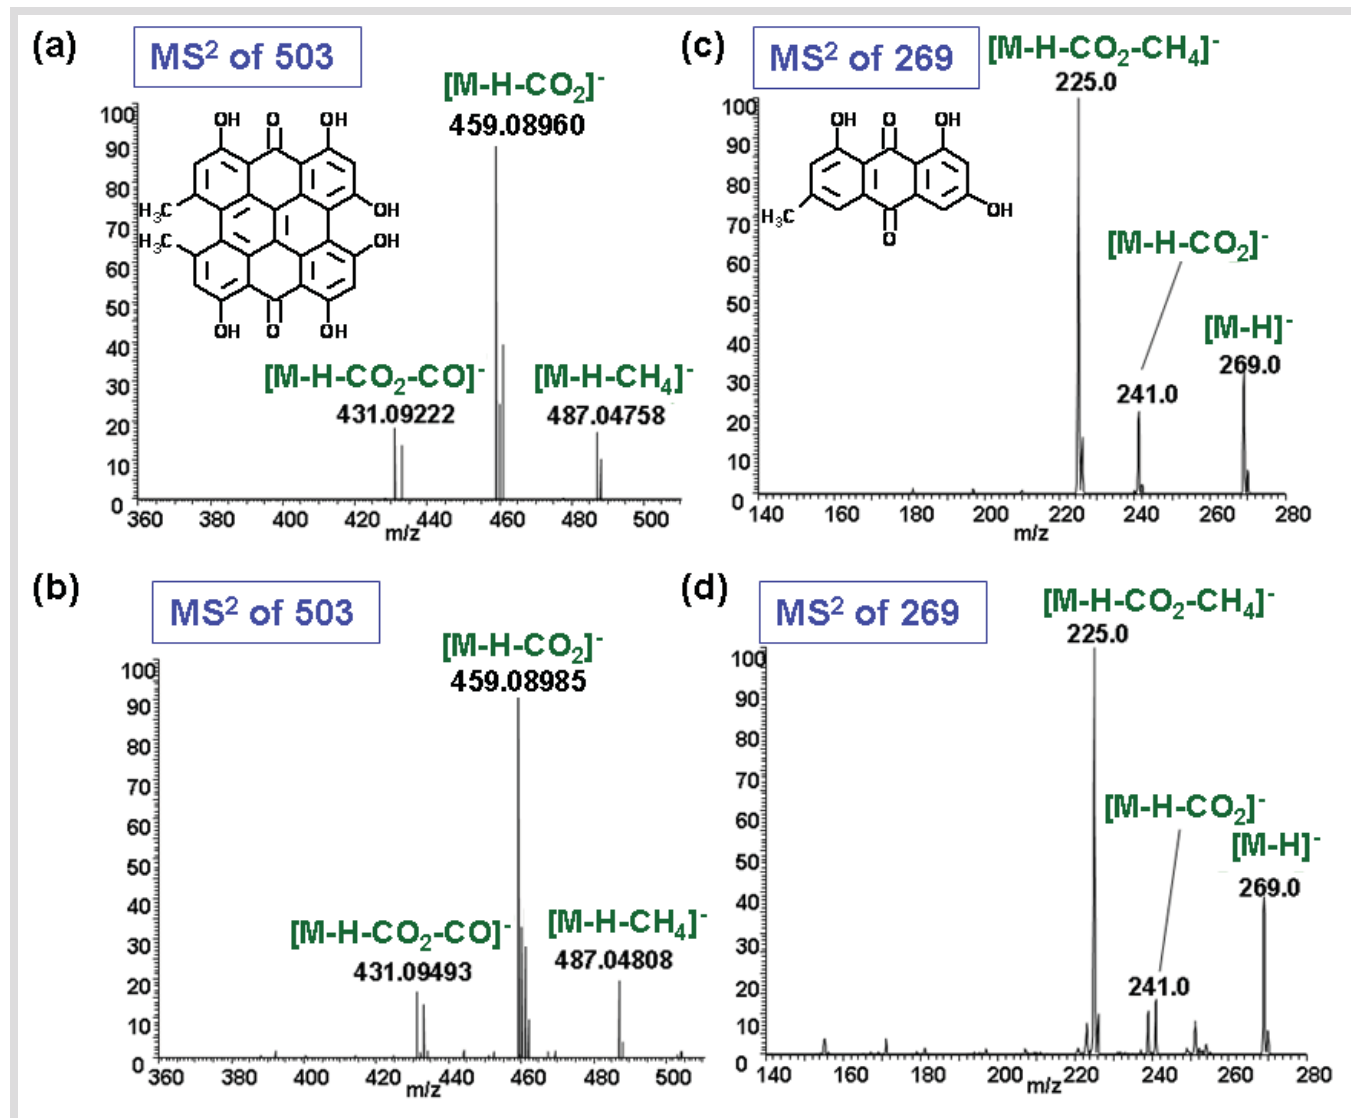 (a)
MS² of 503
[M-H-CO₂]⁻
459.08960
[M-H-CO₂-CO]⁻
431.09222
[M-H-CH₄]⁻
487.04758
OH O OH
H₃C
OH
H₃C
OH
OH O OH
100
90
80
70
60
50
40
30
20
10
0
360 380 400 420 440 460 480 500
m/z
(c)
MS² of 269
[M-H-CO₂-CH₄]⁻
225.0
[M-H-CO₂]⁻
241.0
[M-H]⁻
269.0
OH O OH
H₃C
OH
O
100
90
80
70
60
50
40
30
20
10
0
140 160 180 200 220 240 260 280
m/z
(b)
MS² of 503
[M-H-CO₂]⁻
459.08985
[M-H-CO₂-CO]⁻
431.09493
[M-H-CH₄]⁻
487.04808
100
90
80
70
60
50
40
30
20
10
0
360 380 400 420 440 460 480 500
m/z
(d)
MS² of 269
[M-H-CO₂-CH₄]⁻
225.0
[M-H-CO₂]⁻
241.0
[M-H]⁻
269.0
100
90
80
70
60
50
40
30
20
10
0
140 160 180 200 220 240 260 280
m/z